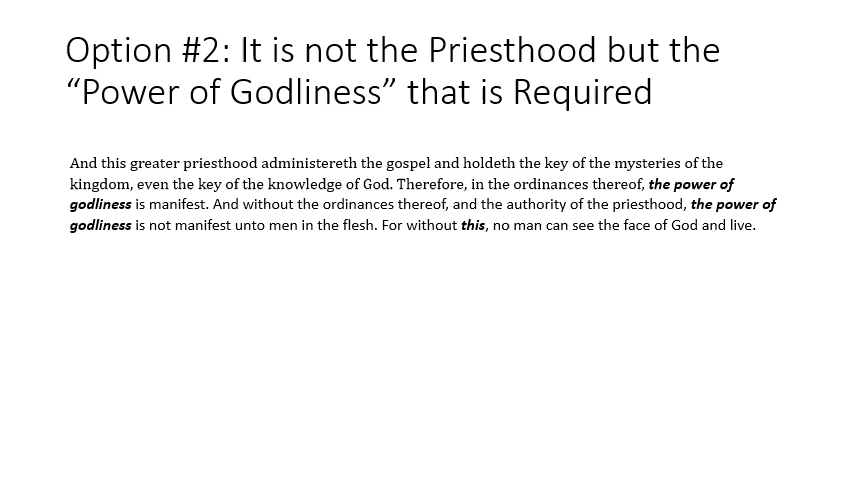 Option #2: It is not the Priesthood but the
“Power of Godliness” that is Required
And this greater priesthood administereth the gospel and holdeth the key of the mysteries of the
kingdom, even the key of the knowledge of God. Therefore, in the ordinances thereof, the power of
godliness is manifest. And without the ordinances thereof, and the authority of the priesthood, the power of
godliness is not manifest unto men in the flesh. For without this, no man can see the face of God and live.